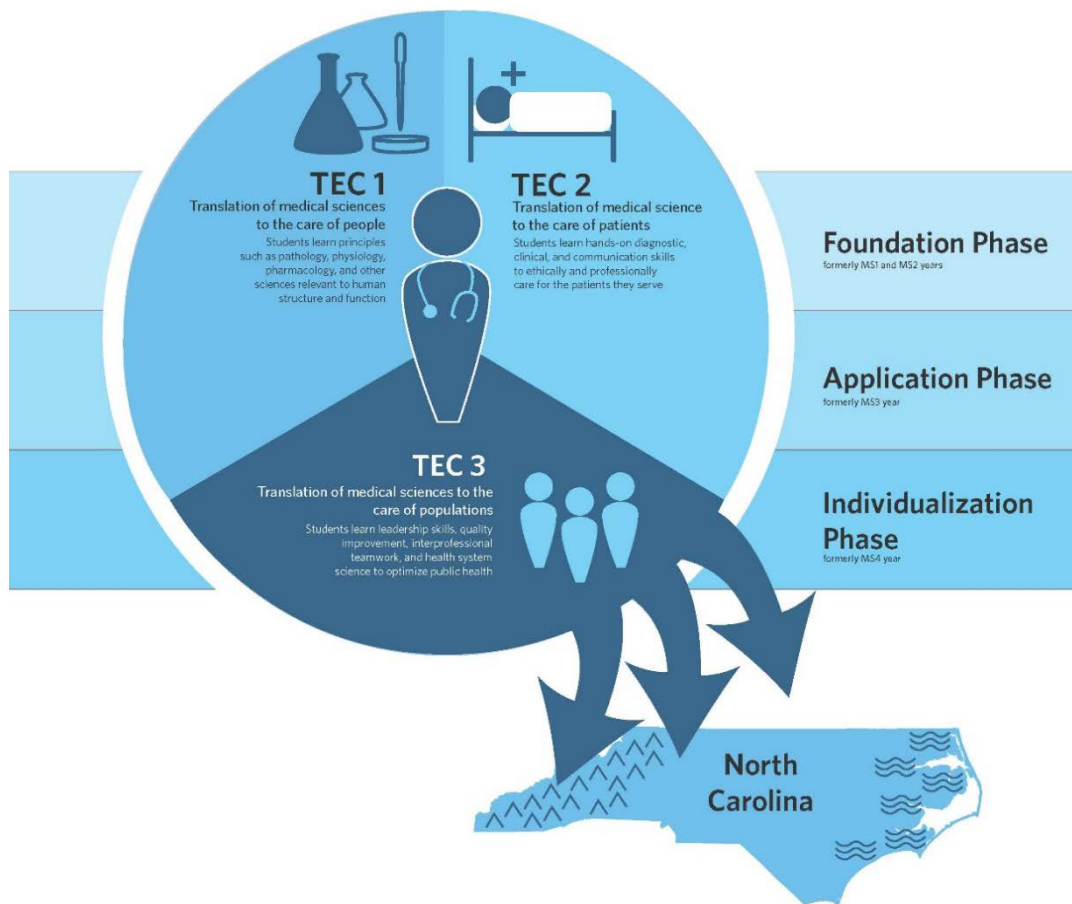 TEC 1
Translation of medical sciences
to the care of people
Students learn principles
such as pathology, physiology,
pharmacology, and other
sciences relevant to human
structure and function
TEC 2
Translation of medical science
to the care of patients
Students learn hands-on diagnostic,
clinical, and communication skills
to ethically and professionally
care for the patients they serve
TEC 3
Translation of medical sciences to the
care of populations
Students learn leadership skills, quality
improvement, interprofessional
teamwork, and health system
science to optimize public health
Foundation Phase
formerly MS1 and MS2 years
Application Phase
formerly MS3 year
Individualization
Phase
formerly MS4 year
North
Carolina